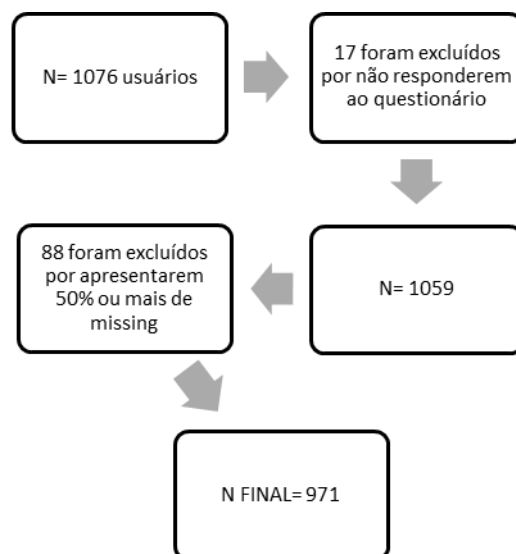 N= 1076 usuários
17 foram excluídos
por não responderem
ao questionário
N= 1059
88 foram excluídos
por apresentarem
50% ou mais de
missing
N FINAL= 971